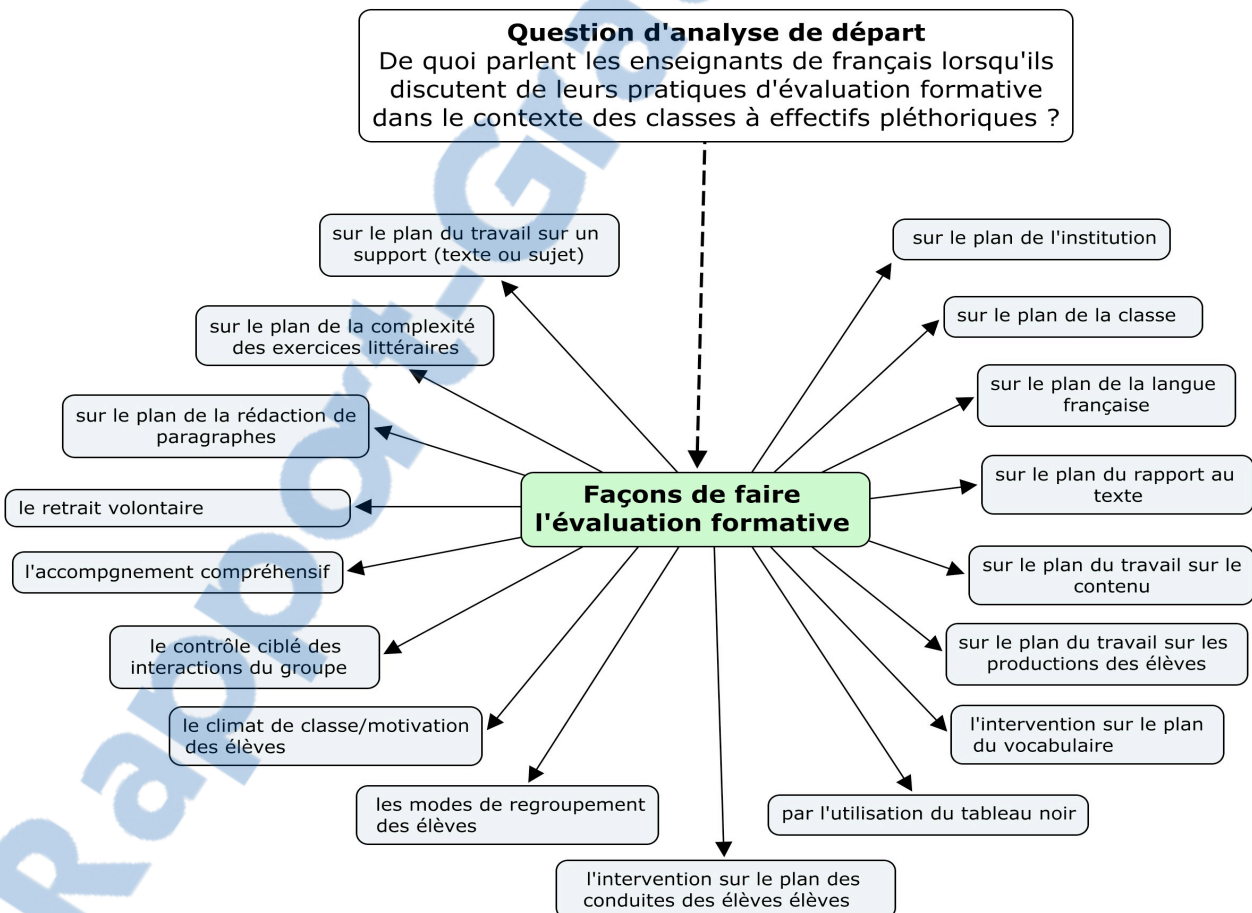 Question d'analyse de départ
De quoi parlent les enseignants de français lorsqu'ils
discutent de leurs pratiques d'évaluation formative
dans le contexte des classes à effectifs pléthoriques ?
sur le plan du travail sur un
support (texte ou sujet)
sur le plan de la complexité
des exercices littéraires
sur le plan de la rédaction de
paragraphes
le retrait volontaire
l'accompgnement compréhensif
le contrôle ciblé des
interactions du groupe
le climat de classe/motivation
des élèves
les modes de regroupement
des élèves
l'intervention sur le plan des
conduites des élèves élèves
Façons de faire
l'évaluation formative
sur le plan de l'institution
sur le plan de la classe
sur le plan de la langue
française
sur le plan du rapport au
texte
sur le plan du travail sur le
contenu
sur le plan du travail sur les
productions des élèves
l'intervention sur le plan
du vocabulaire
par l'utilisation du tableau noir
Rapport-Gra